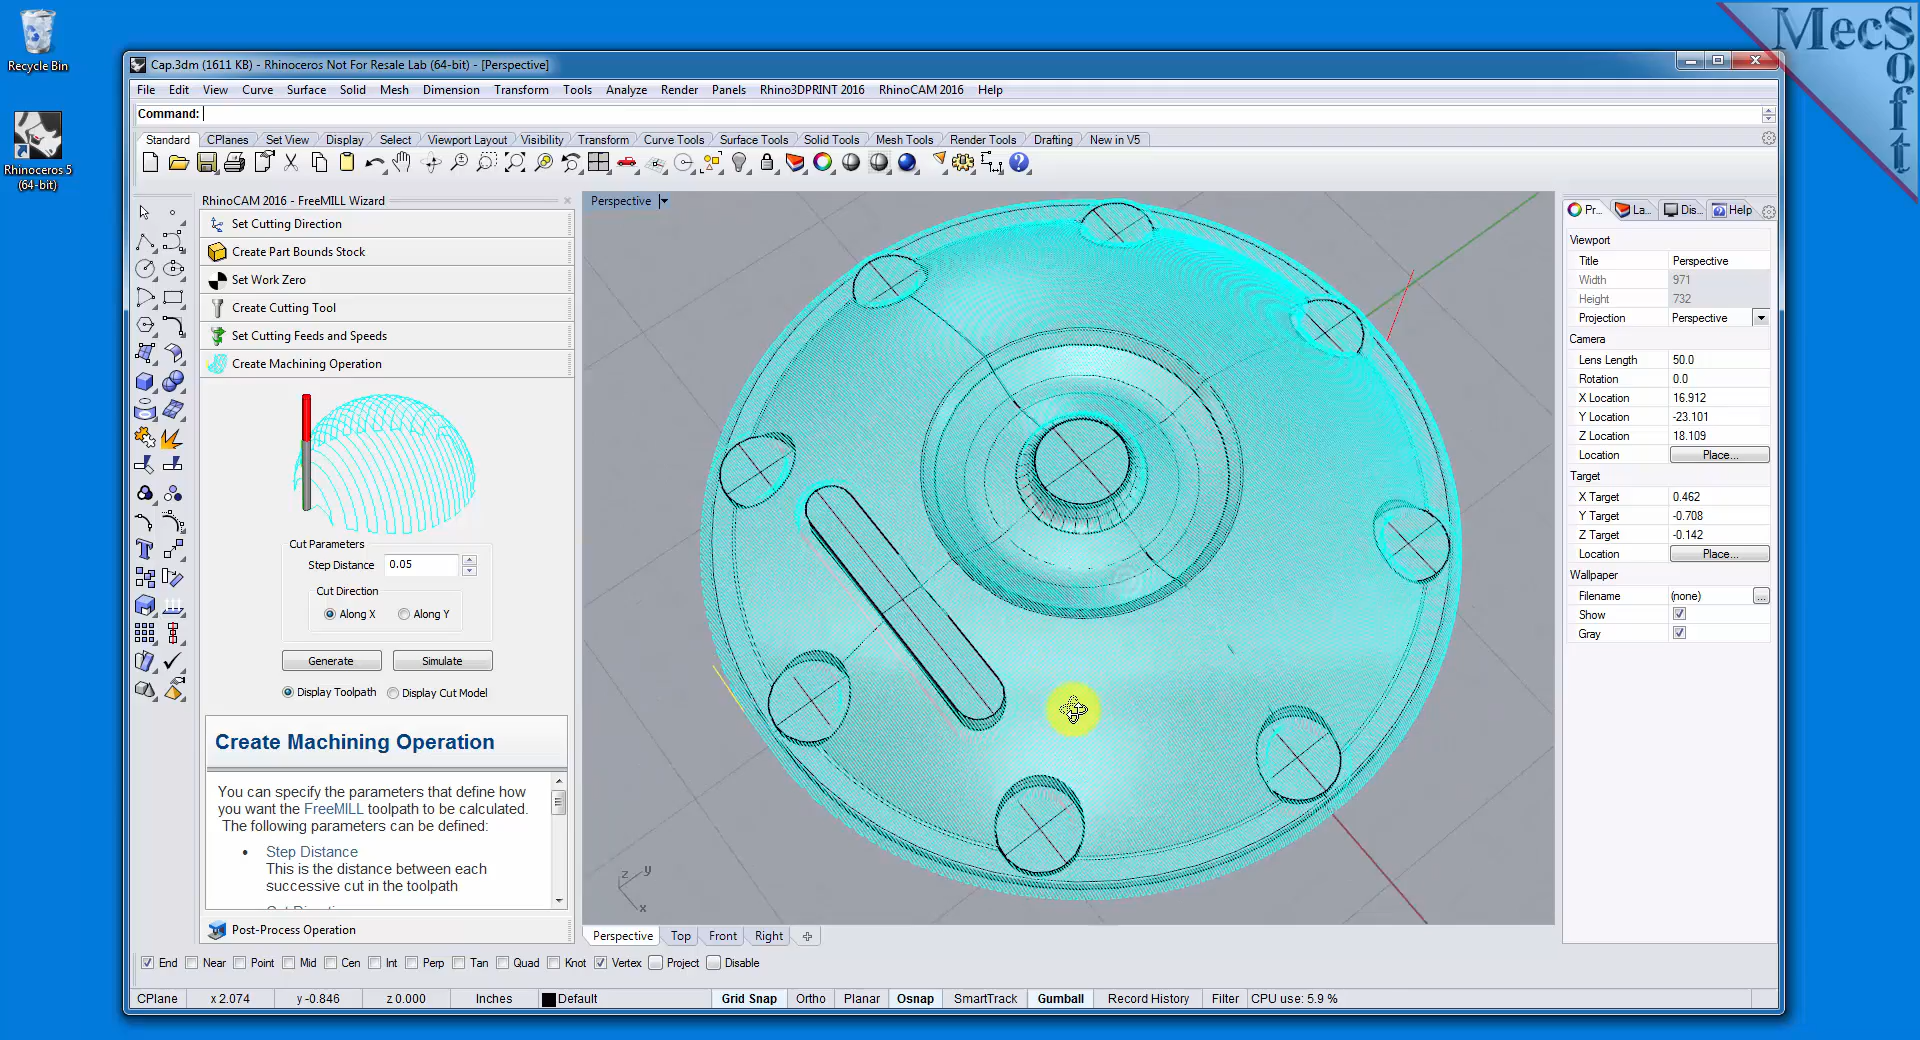 Recycle Bin
Rhinoceros 5
(64-bit)
MecSoft
Cap.3dm (1611 KB) - Rhinoceros Not For Resale Lab (64-bit) - [Perspective]
File Edit View Curve Surface Solid Mesh Dimension Transform Tools Analyze Render Panels Rhino3DPRINT 2016 RhinoCAM 2016 Help
Command:
Standard CPlanes Set View Display Select Viewport Layout Visibility Transform Curve Tools Surface Tools Solid Tools Mesh Tools Render Tools Drafting New in V5
RhinoCAM 2016 - FreeMILL Wizard
Set Cutting Direction
Create Part Bounds Stock
Set Work Zero
Create Cutting Tool
Set Cutting Feeds and Speeds
Create Machining Operation
Cut Parameters
Step Distance 0.05
Cut Direction
Along X Along Y
Generate Simulate
Display Toolpath Display Cut Model
Create Machining Operation
You can specify the parameters that define how
you want the FreeMILL toolpath to be calculated.
The following parameters can be defined:
• Step Distance
This is the distance between each
successive cut in the toolpath
Post-Process Operation
Perspective
z y
x
Perspective Top Front Right
Pr... La... Dis... Help
Viewport
Title Perspective
Width 971
Height 732
Projection Perspective
Camera
Lens Length 50.0
Rotation 0.0
X Location 16.912
Y Location -23.101
Z Location 18.109
Location Place...
Target
X Target 0.462
Y Target -0.708
Z Target -0.142
Location Place...
Wallpaper
Filename (none) ...
Show
Gray
End Near Point Mid Cen Int Perp Tan Quad Knot Vertex Project Disable
CPlane x 2.074 y -0.846 z 0.000 Inches Default Grid Snap Ortho Planar Osnap SmartTrack Gumball Record History Filter CPU use: 5.9 %